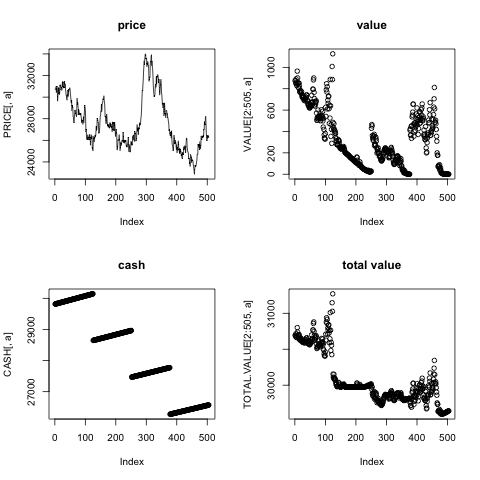 price
PRICE[, a]
24000 28000 32000
0 100 200 300 400 500
Index
value
VALUE[2:505, a]
0 200 600 1000
0 100 200 300 400 500
Index
cash
CASH[, a]
27000 29000
0 100 200 300 400 500
Index
total value
TOTAL.VALUE[2:505, a]
30000 31000
0 100 200 300 400 500
Index